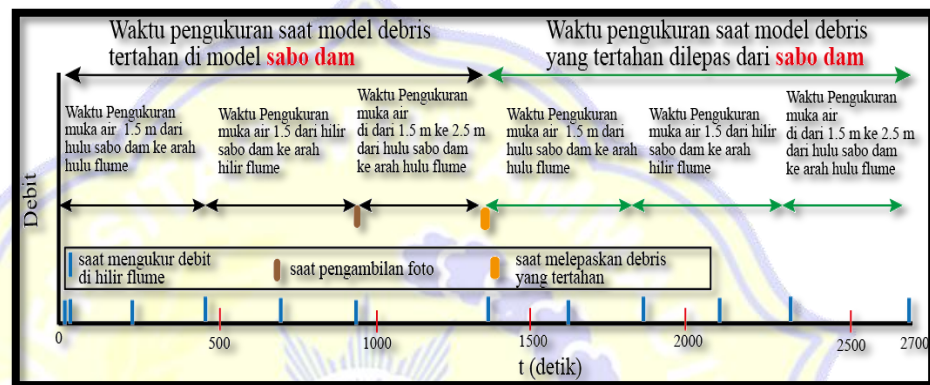 Waktu pengukuran saat model debris
tertahan di model sabo dam
Waktu pengukuran saat model debris
yang tertahan dilepas dari sabo dam
Waktu Pengukuran
muka air 1.5 m dari
hulu sabo dam ke arah
hulu flume
Waktu Pengukuran
muka air 1.5 dari hilir
sabo dam ke arah
hilir flume
Waktu Pengukuran
muka air
di dari 1.5 m ke 2.5 m
dari hulu sabo dam
ke arah hulu flume
Waktu Pengukuran
muka air 1.5 m dari
hulu sabo dam ke arah
hulu flume
Waktu Pengukuran
muka air 1.5 dari hilir
sabo dam ke arah
hilir flume
Waktu Pengukuran
muka air
di dari 1.5 m ke 2.5 m
dari hulu sabo dam
ke arah hulu flume
Debit
saat mengukur debit
di hilir flume
saat pengambilan foto
saat melepaskan debris
yang tertahan
0 500 1000 1500 2000 2500 2700
t (detik)